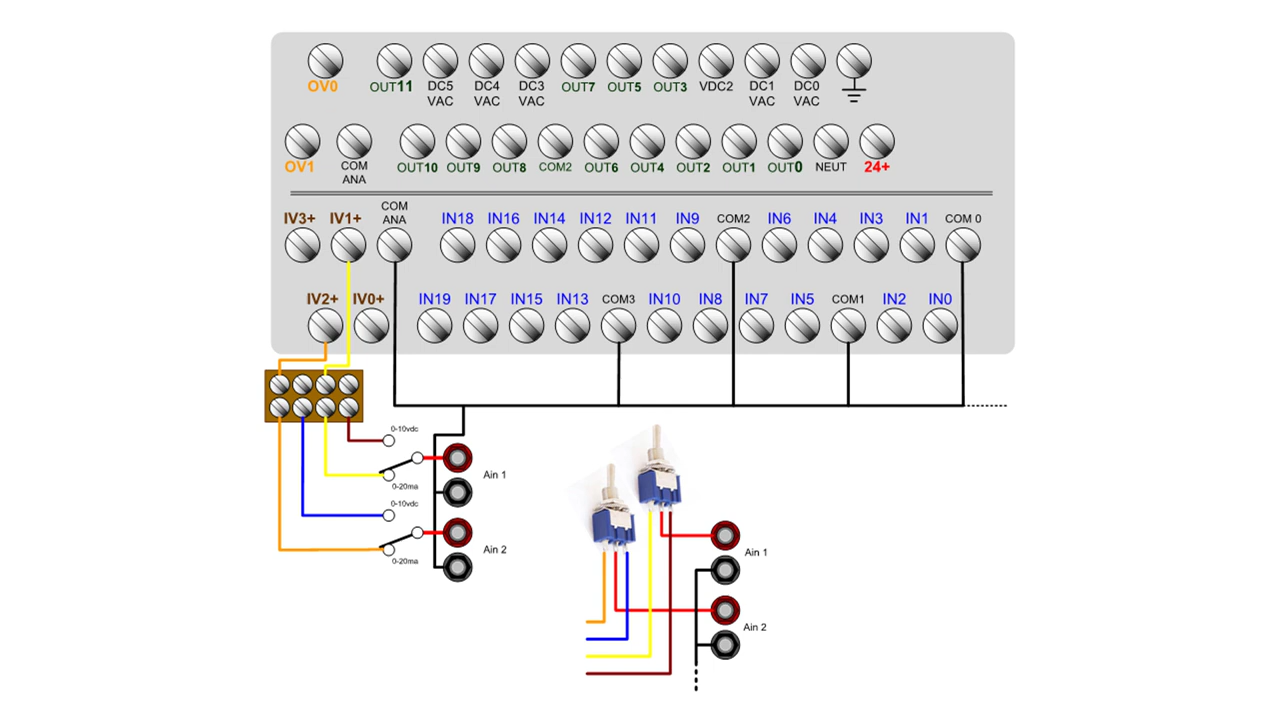 OV0
OUT11
DC5
VAC
DC4
VAC
DC3
VAC
OUT7
OUT5
OUT3
VDC2
DC1
VAC
DC0
VAC
OV1
COM
ANA
OUT10
OUT9
OUT8
COM2
OUT6
OUT4
OUT2
OUT1
OUT0
NEUT
24+
IV3+
IV1+
COM
ANA
IN18
IN16
IN14
IN12
IN11
IN9
COM2
IN6
IN4
IN3
IN1
COM 0
IV2+
IV0+
IN19
IN17
IN15
IN13
COM3
IN10
IN8
IN7
IN5
COM1
IN2
IN0
0-10vdc
Ain 1
0-20ma
0-10vdc
Ain 2
0-20ma
Ain 1
Ain 2